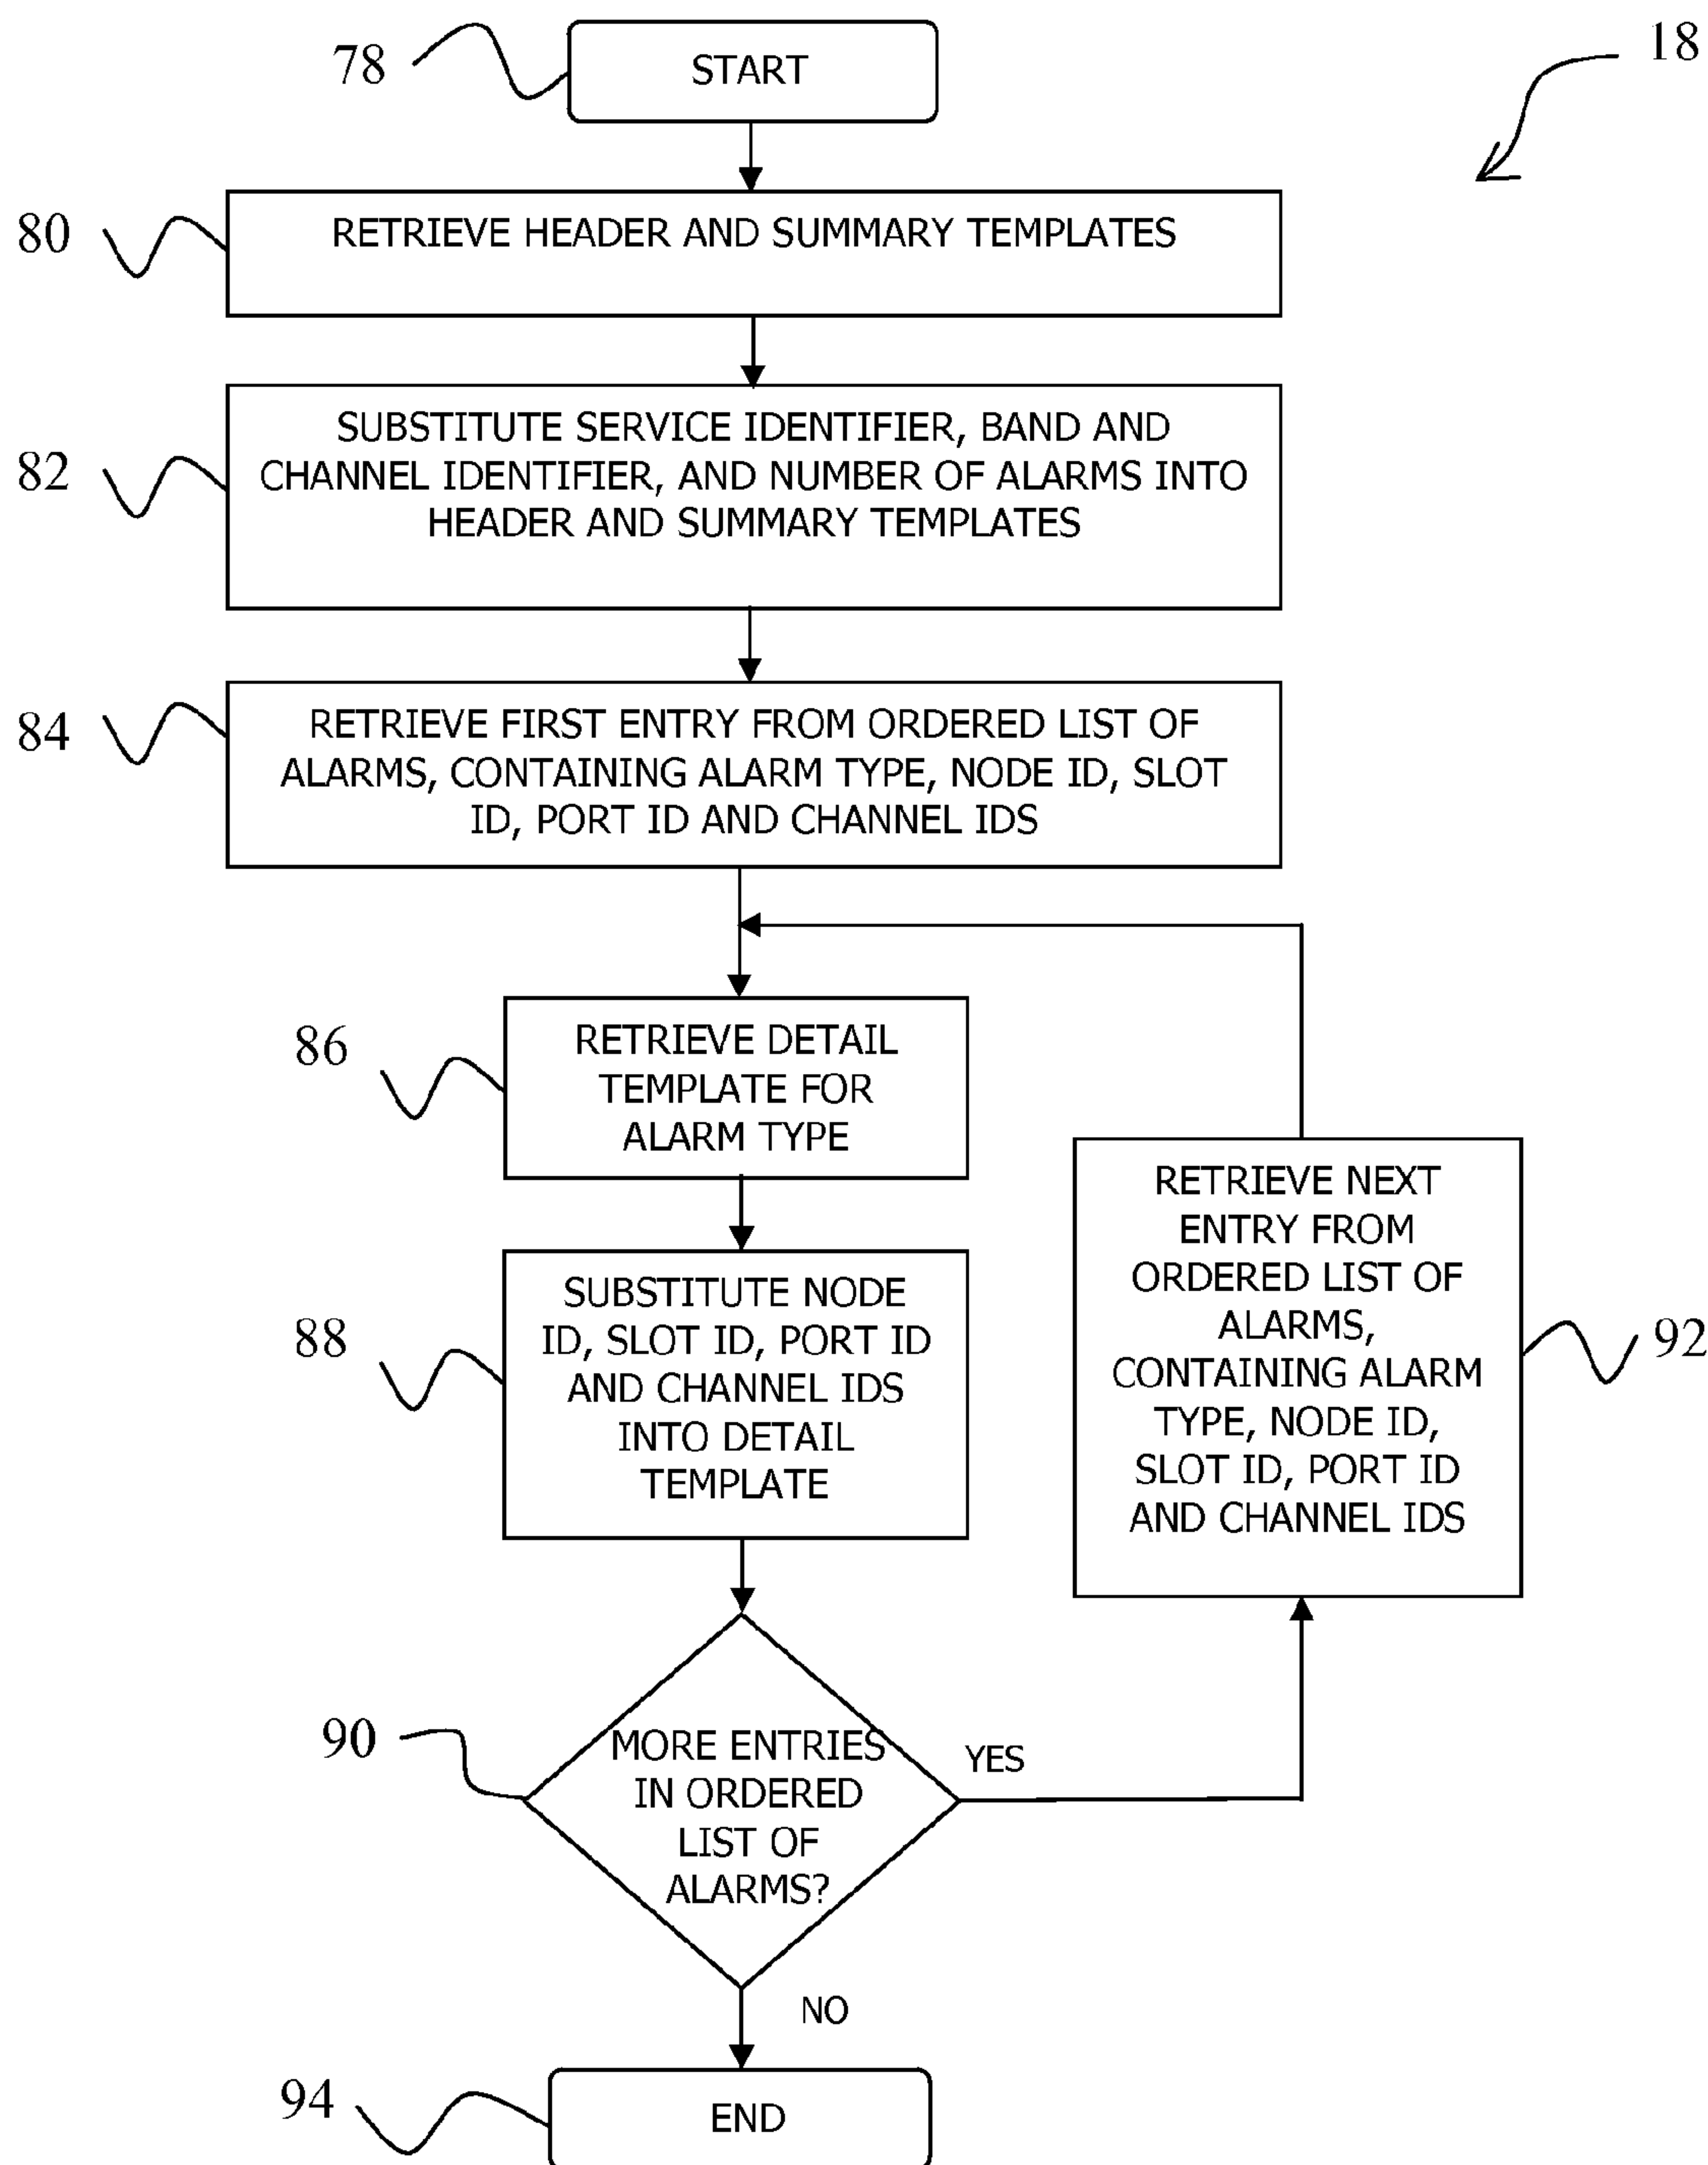 78
START
18
80
RETRIEVE HEADER AND SUMMARY TEMPLATES
82
SUBSTITUTE SERVICE IDENTIFIER, BAND AND
CHANNEL IDENTIFIER, AND NUMBER OF ALARMS INTO
HEADER AND SUMMARY TEMPLATES
84
RETRIEVE FIRST ENTRY FROM ORDERED LIST OF
ALARMS, CONTAINING ALARM TYPE, NODE ID, SLOT
ID, PORT ID AND CHANNEL IDS
86
RETRIEVE DETAIL
TEMPLATE FOR
ALARM TYPE
88
SUBSTITUTE NODE
ID, SLOT ID, PORT ID
AND CHANNEL IDS
INTO DETAIL
TEMPLATE
RETRIEVE NEXT
ENTRY FROM
ORDERED LIST OF
ALARMS,
CONTAINING ALARM
TYPE, NODE ID,
SLOT ID, PORT ID
AND CHANNEL IDS
92
90
MORE ENTRIES
IN ORDERED
LIST OF
ALARMS?
YES
NO
94
END